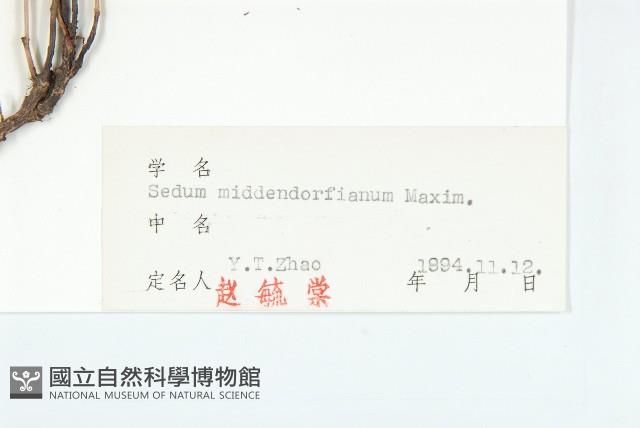 学 名
Sedum middendorfianum Maxim.
中 名
Y.T.Zhao 1994.11.12.
定名人 赵毓棠 年 月 日
國立自然科學博物館
NATIONAL MUSEUM OF NATURAL SCIENCE